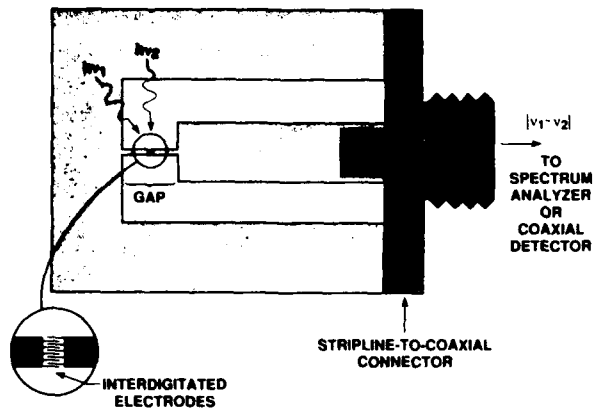 hν₁
hν₂
|ν₁-ν₂|
TO
SPECTRUM
ANALYZER
OR
COAXIAL
DETECTOR
GAP
STRIPLINE-TO-COAXIAL
CONNECTOR
INTERDIGITATED
ELECTRODES